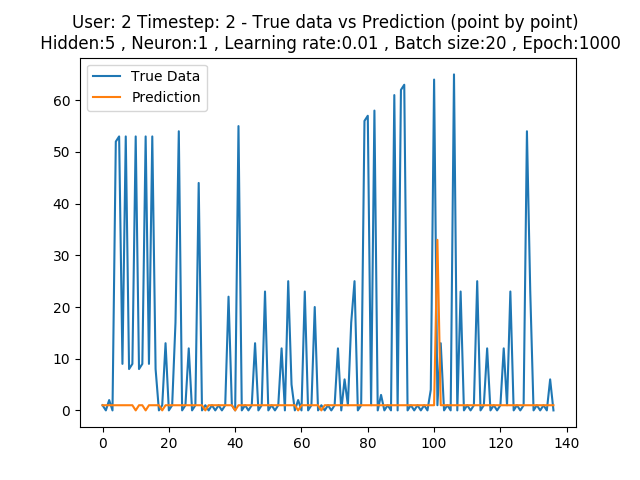 User: 2 Timestep: 2 - True data vs Prediction (point by point)
Hidden:5 , Neuron:1 , Learning rate:0.01 , Batch size:20 , Epoch:1000
True Data
Prediction
60
50
40
30
20
10
0
0 20 40 60 80 100 120 140